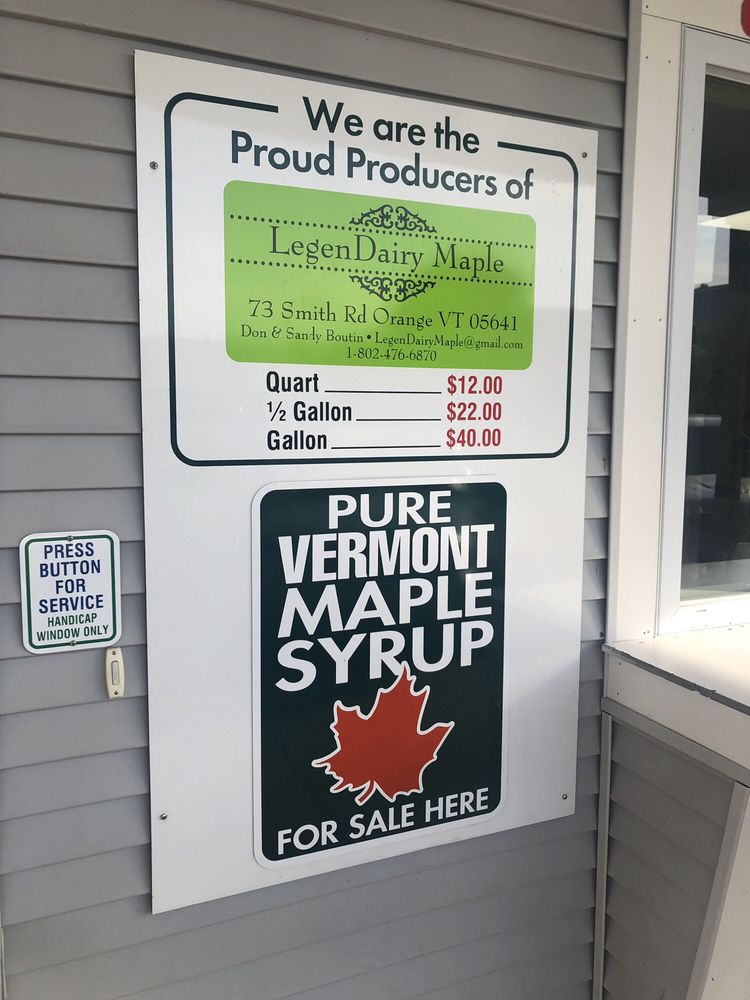 We are the
Proud Producers of
LegenDairy Maple
73 Smith Rd Orange VT 05641
Don & Sandy Boutin • LegenDairyMaple@gmail.com
1-802-476-6870
Quart $12.00
½ Gallon $22.00
Gallon $40.00
PURE
VERMONT
MAPLE
SYRUP
FOR SALE HERE
PRESS
BUTTON
FOR
SERVICE
HANDICAP
WINDOW ONLY